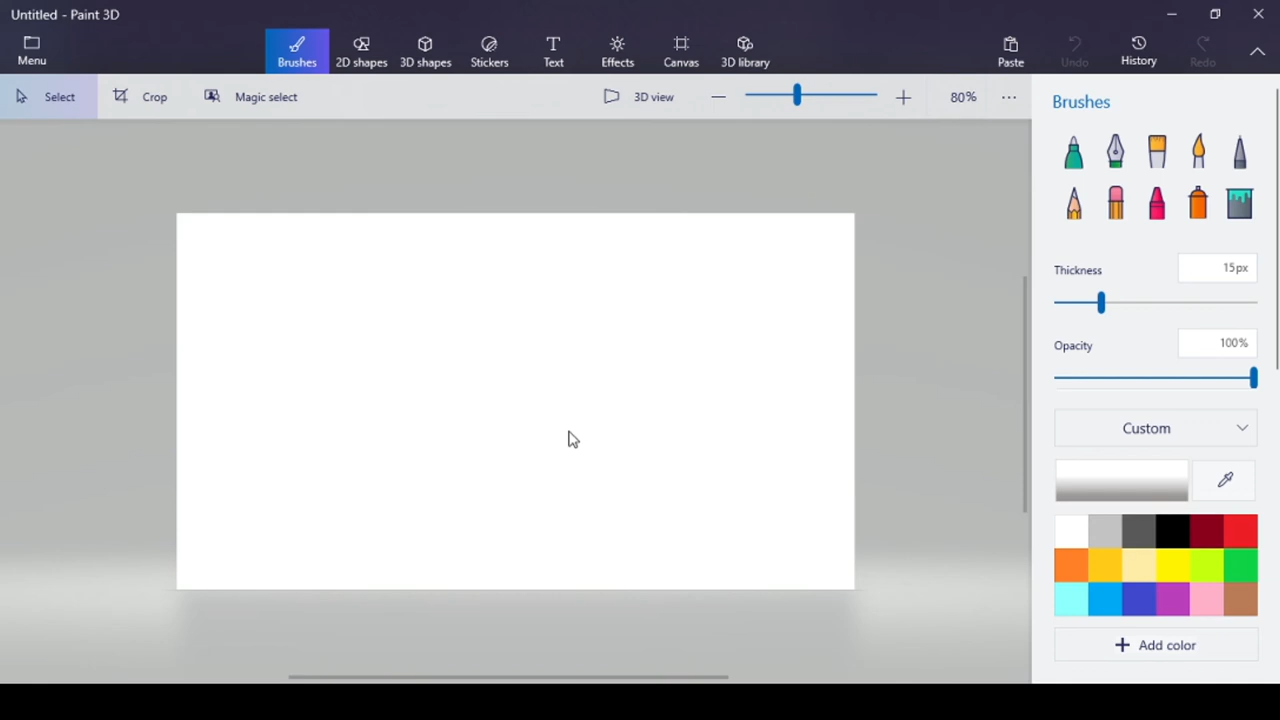 Untitled - Paint 3D
Menu
Brushes
2D shapes
3D shapes
Stickers
Text
Effects
Canvas
3D library
Paste
Undo
History
Redo
Select
Crop
Magic select
3D view
80%
Brushes
Thickness
15px
Opacity
100%
Custom
Add color